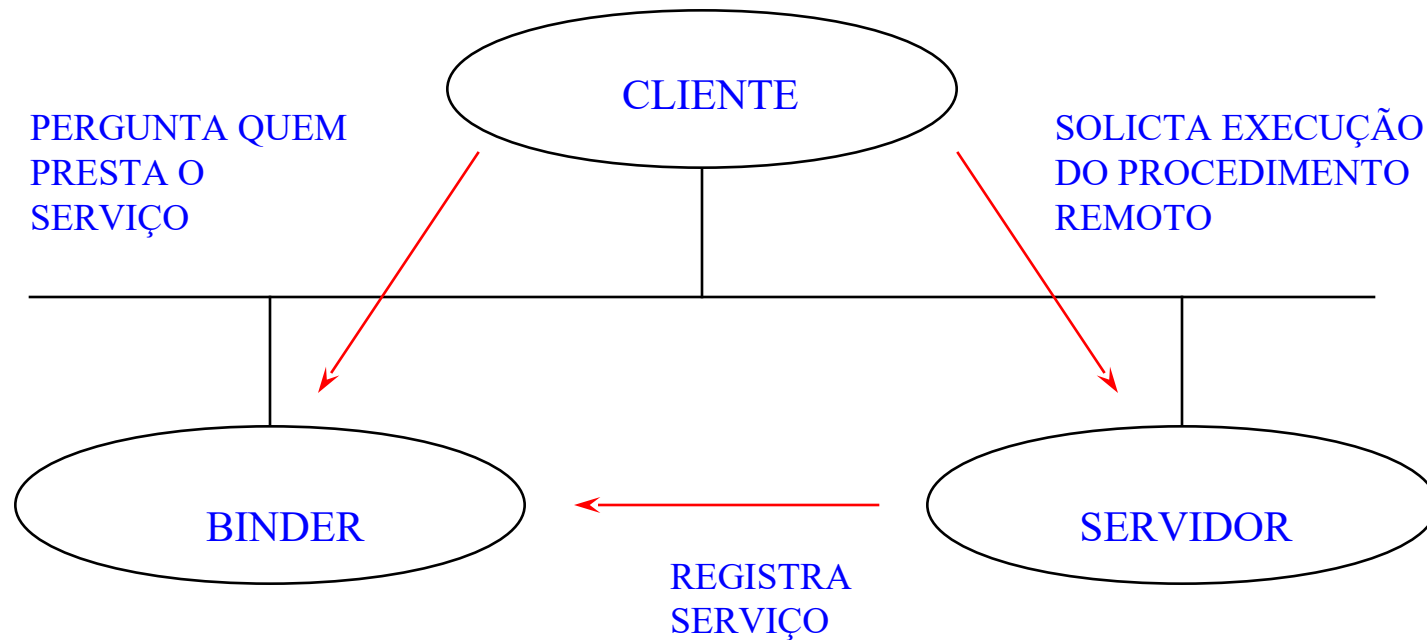 CLIENTE
PERGUNTA QUEM
PRESTA O
SERVIÇO
SOLICTA EXECUÇÃO
DO PROCEDIMENTO
REMOTO
BINDER
SERVIDOR
REGISTRA
SERVIÇO